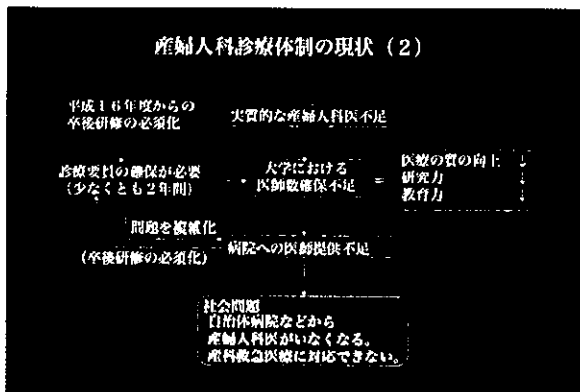 産婦人科診療体制の現状（2）
平成１６年度からの
卒後研修の必須化
実質的な産婦人科医不足
診療要員の確保が必要
（少なくとも２年間）
大学における
医師数確保不足
=
医療の質の向上 ↓
研究力 ↓
教育力 ↓
問題を複雑化
（卒後研修の必須化）
病院への医師提供不足
社会問題
自治体病院などから
産婦人科医がいなくなる。
産科救急医療に対応できない。